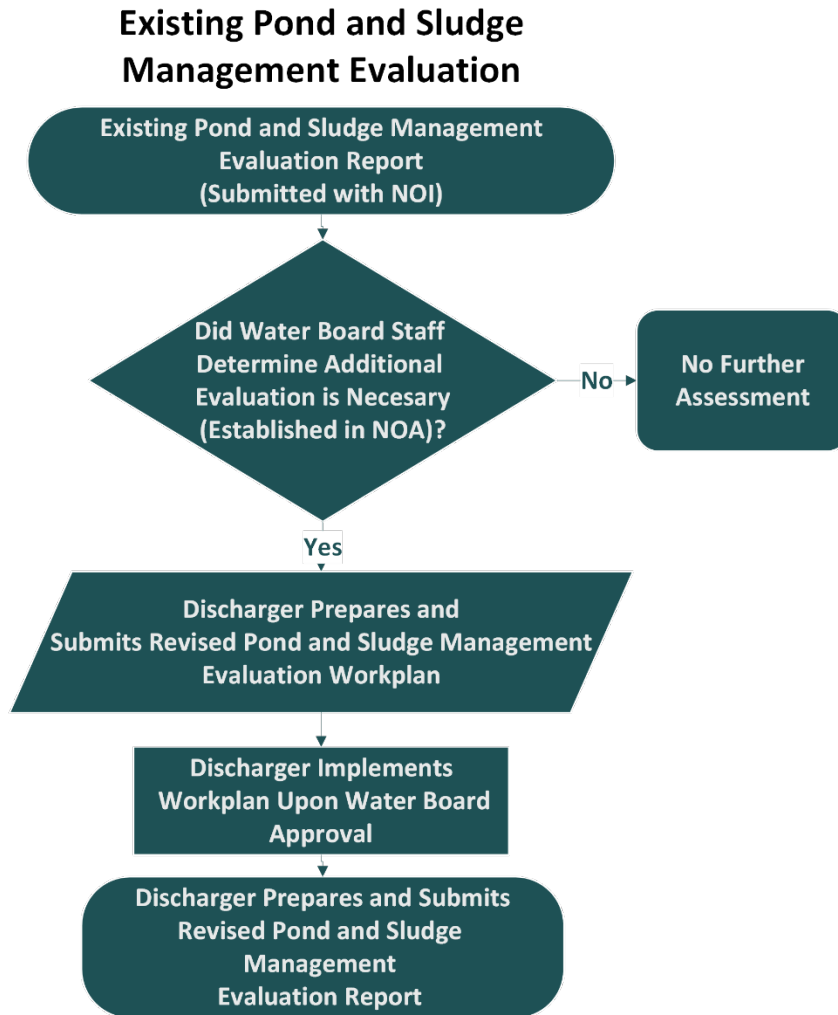 Existing Pond and Sludge
Management Evaluation
Existing Pond and Sludge Management
Evaluation Report
(Submitted with NOI)
Did Water Board Staff
Determine Additional
Evaluation is Necesary
(Established in NOA)?
No
No Further
Assessment
Yes
Discharger Prepares and
Submits Revised Pond and Sludge Management
Evaluation Workplan
Discharger Implements
Workplan Upon Water Board
Approval
Discharger Prepares and Submits
Revised Pond and Sludge
Management
Evaluation Report